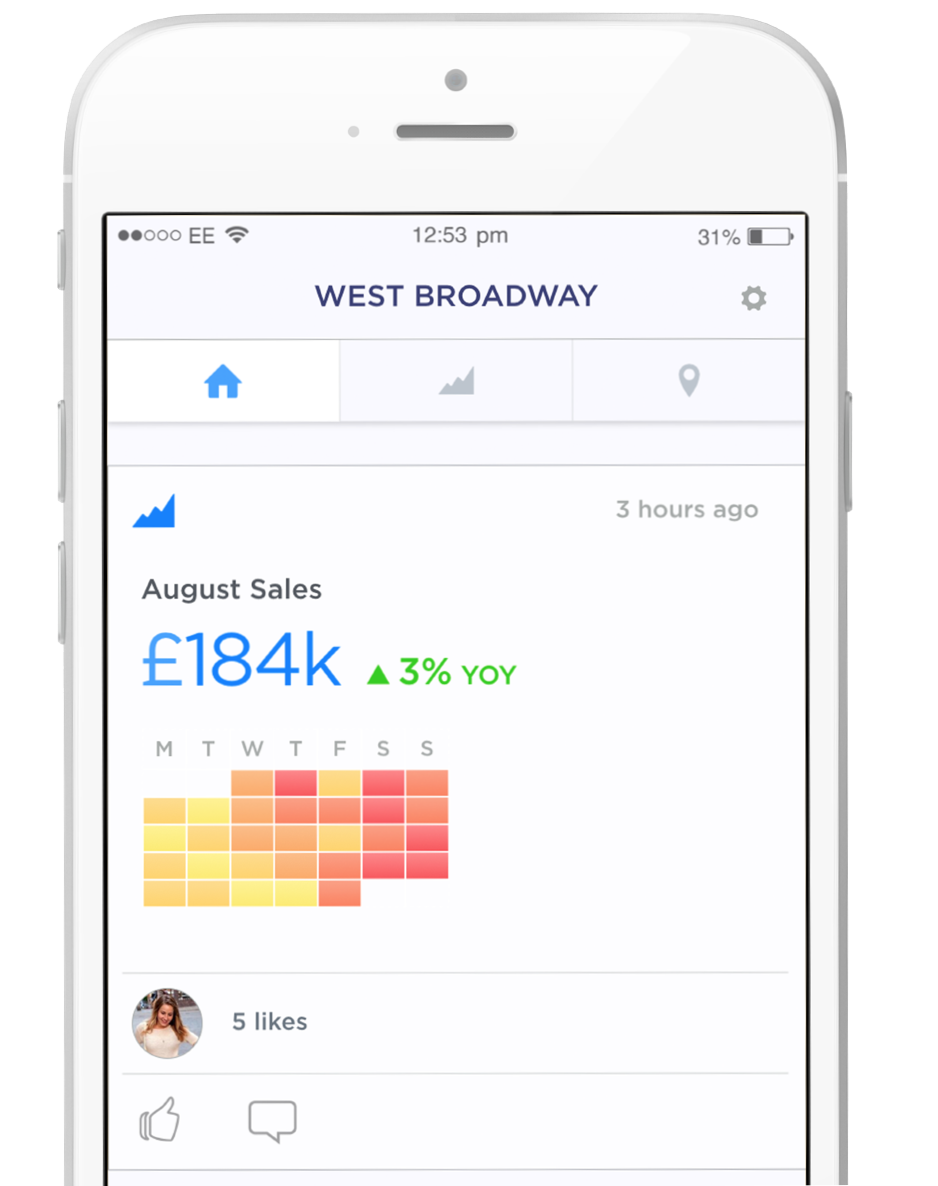 EE 12:53 pm 31%
WEST BROADWAY
3 hours ago
August Sales
£184k ▲ 3% YOY
M T W T F S S
5 likes